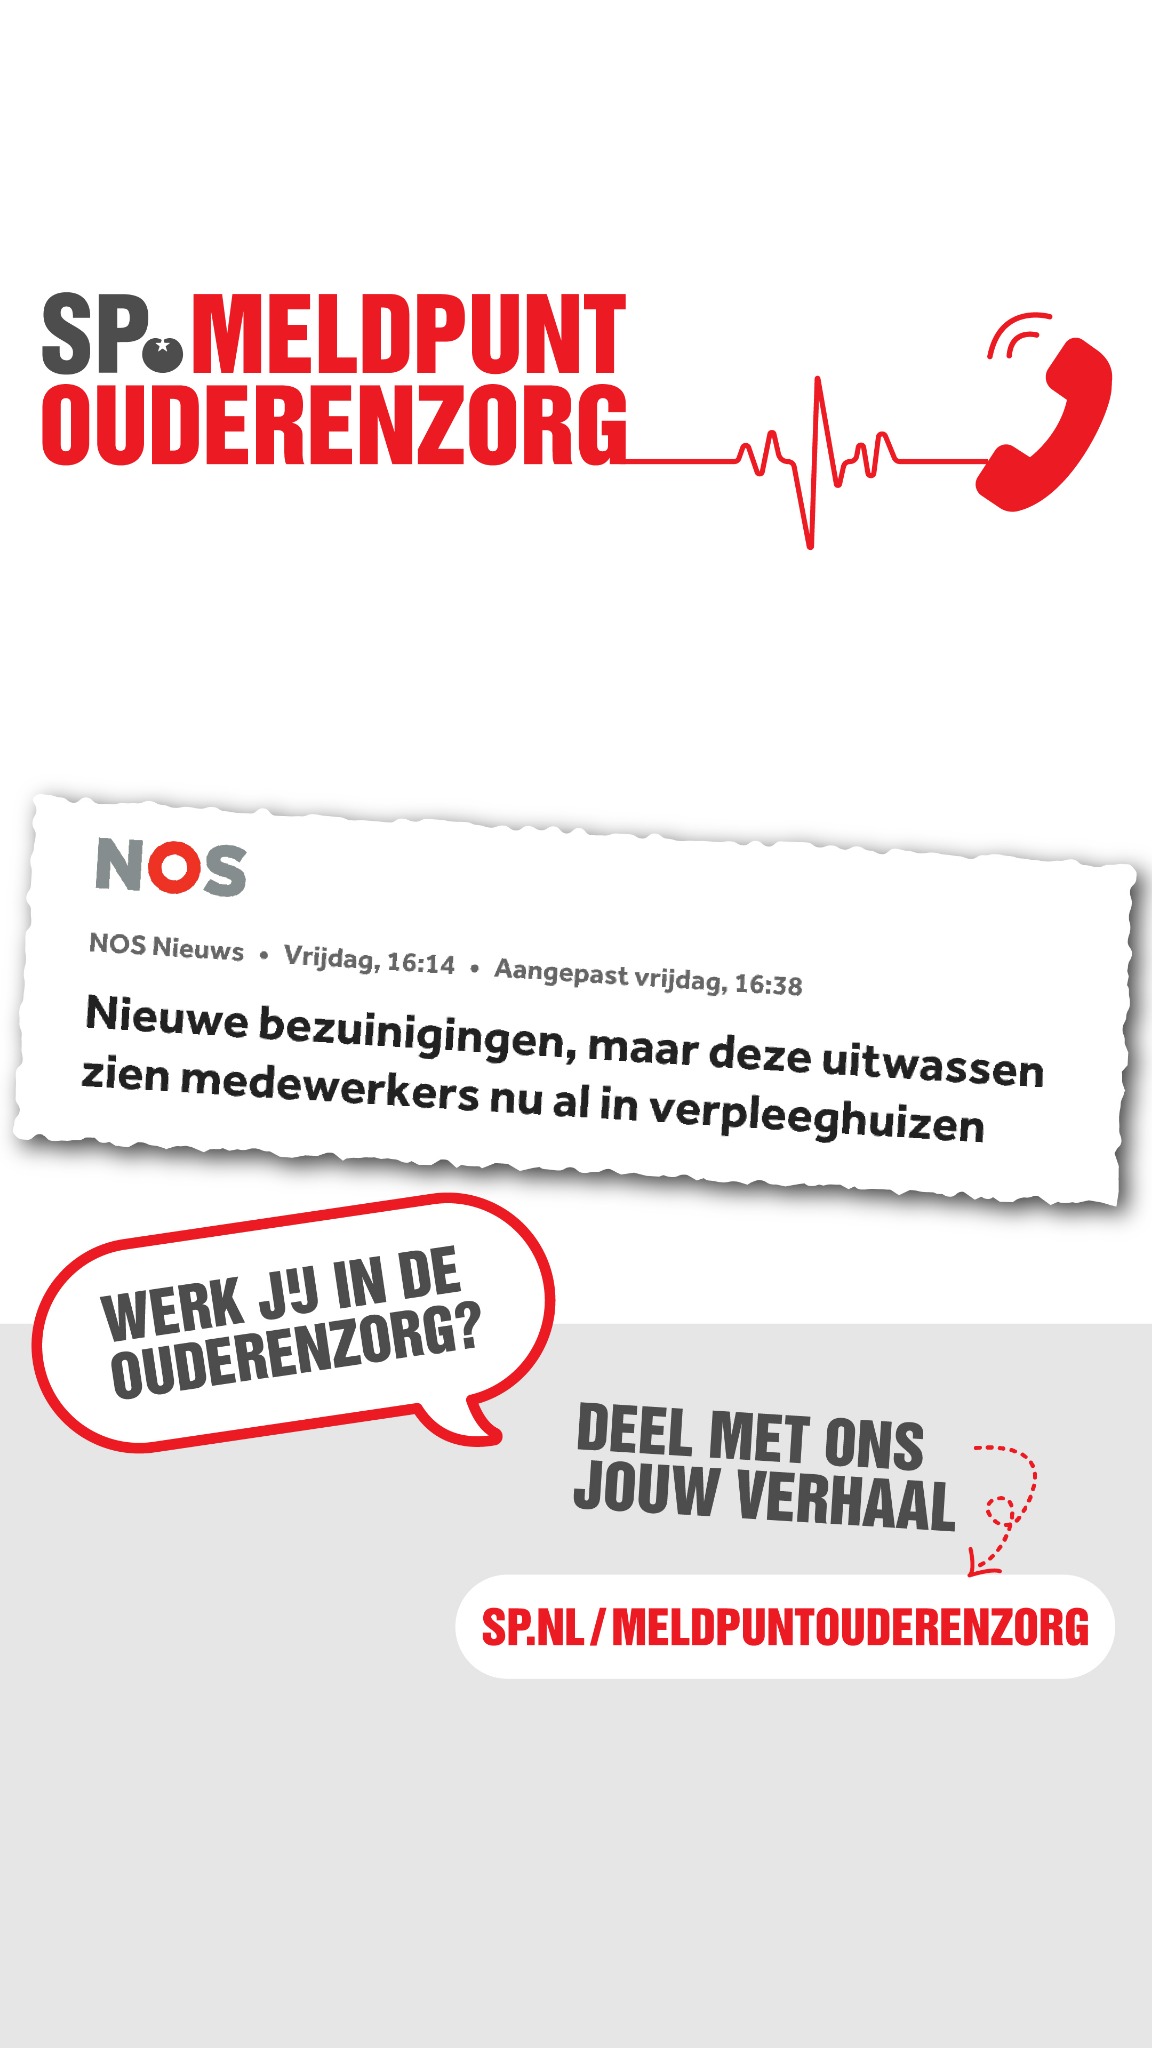 SP. MELDPUNT
OUDERENZORG
NOS
NOS Nieuws • Vrijdag, 16:14 • Aangepast vrijdag, 16:38
Nieuwe bezuinigingen, maar deze uitwassen
zien medewerkers nu al in verpleeghuizen
WERK JĲ IN DE
OUDERENZORG?
DEEL MET ONS
JOUW VERHAAL
SP.NL/MELDPUNTOUDERENZORG